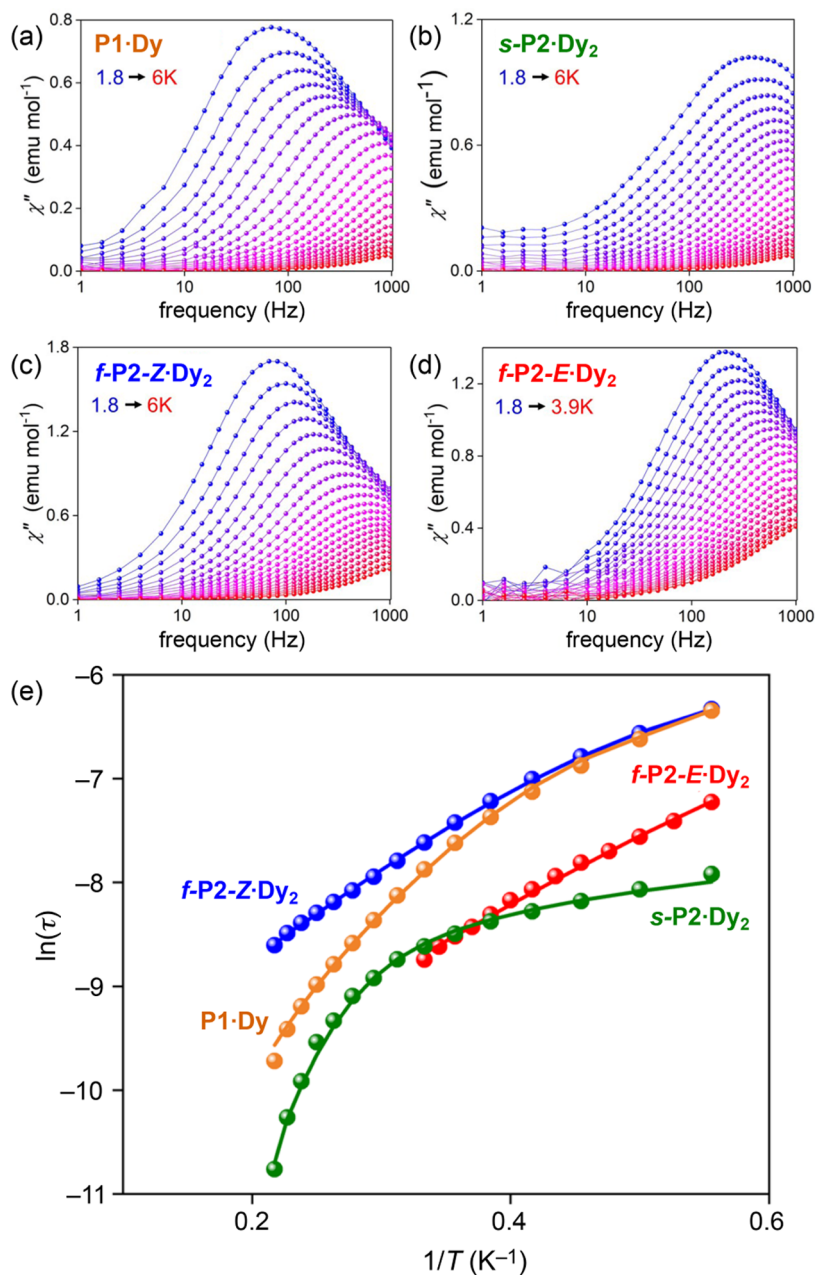 (a)
P1·Dy
1.8 → 6K
χ″ (emu mol⁻¹)
0.8
0.6
0.4
0.2
0.0
1
10
100
1000
frequency (Hz)
(b)
s-P2·Dy₂
1.8 → 6K
χ″ (emu mol⁻¹)
1.2
0.6
0.0
1
10
100
1000
frequency (Hz)
(c)
f-P2-Z·Dy₂
1.8 → 6K
χ″ (emu mol⁻¹)
1.8
1.2
0.6
0.0
1
10
100
1000
frequency (Hz)
(d)
f-P2-E·Dy₂
1.8 → 3.9K
χ″ (emu mol⁻¹)
1.2
0.8
0.4
0.0
1
10
100
1000
frequency (Hz)
(e)
ln(τ)
−6
−7
−8
−9
−10
−11
f-P2-E·Dy₂
f-P2-Z·Dy₂
s-P2·Dy₂
P1·Dy
0.2
0.4
0.6
1/T (K⁻¹)